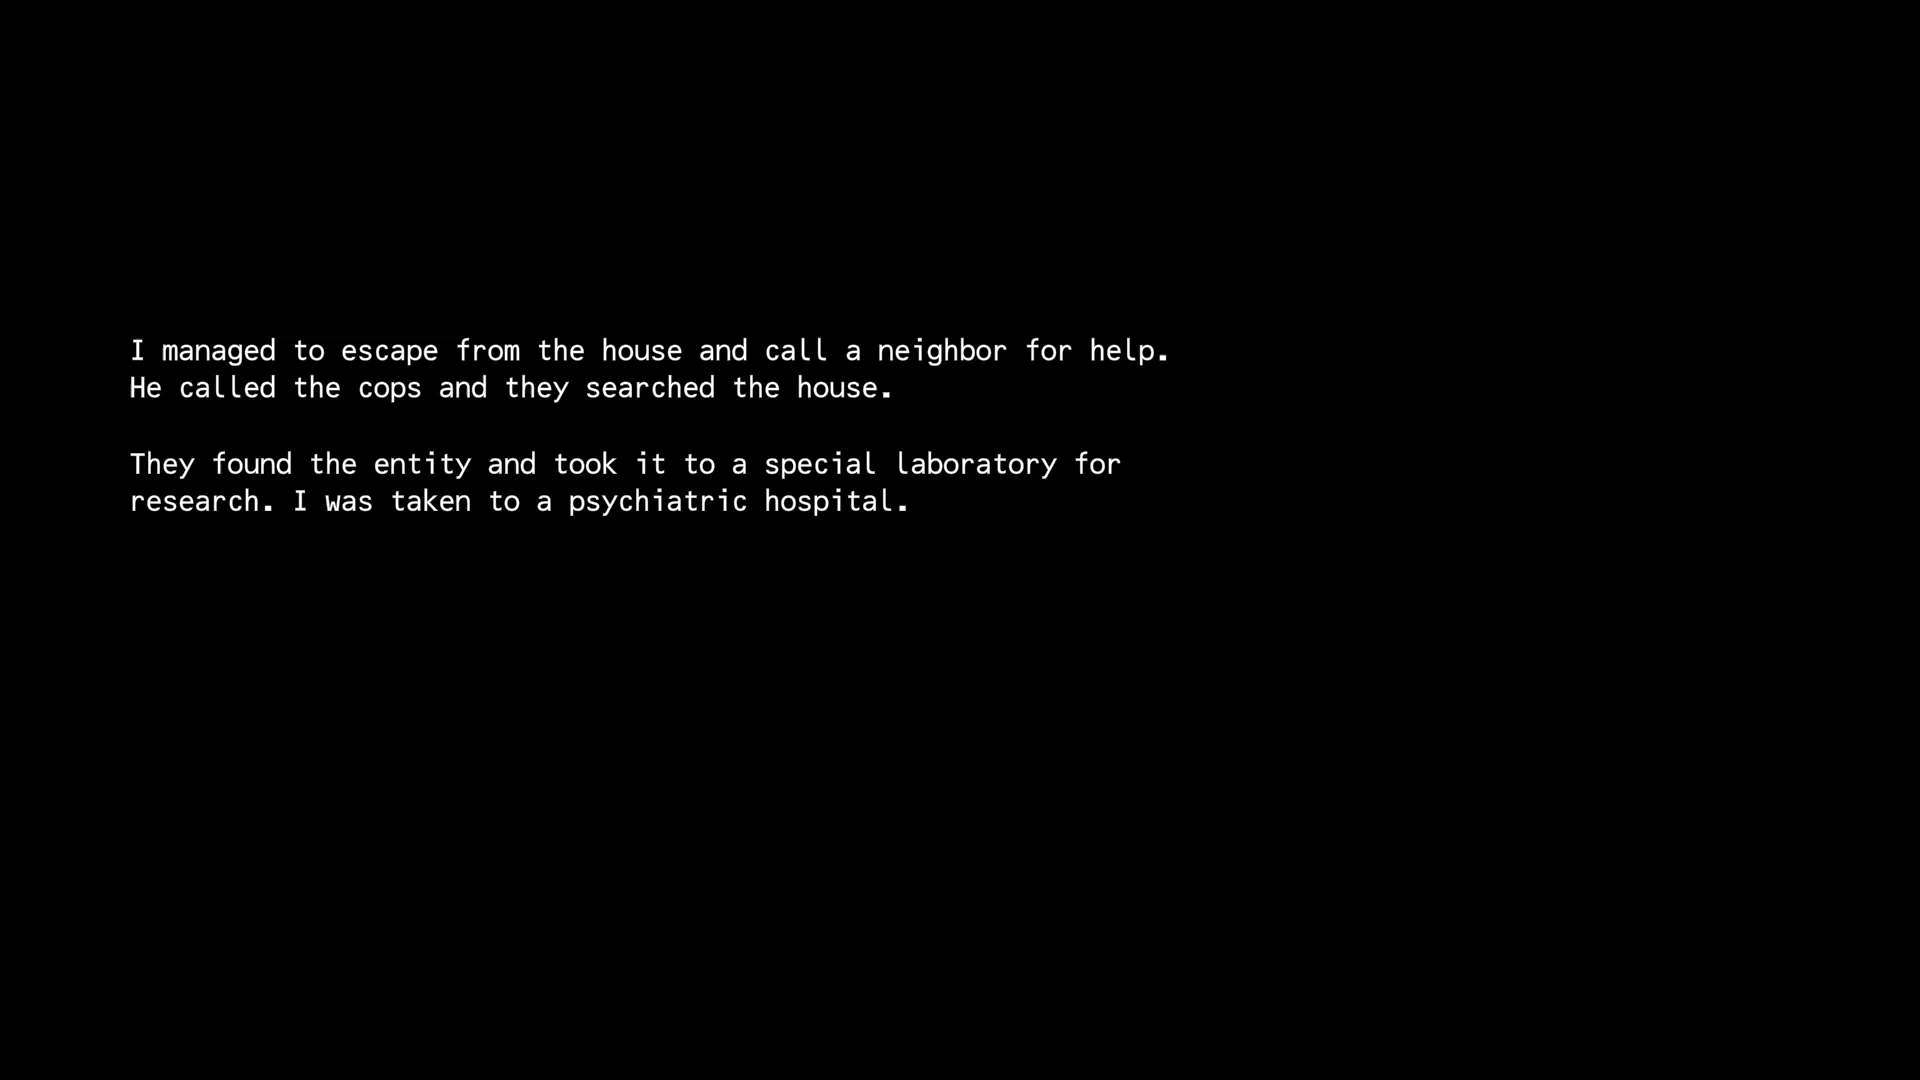 I managed to escape from the house and call a neighbor for help.
He called the cops and they searched the house.
They found the entity and took it to a special laboratory for
research. I was taken to a psychiatric hospital.